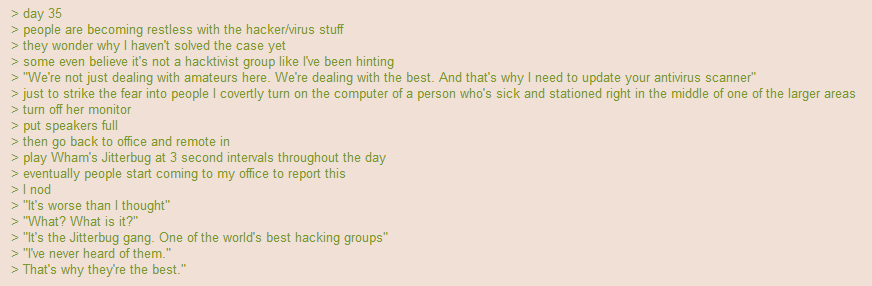 > day 35
> people are becoming restless with the hacker/virus stuff
> they wonder why I haven't solved the case yet
> some even believe it's not a hacktivist group like I've been hinting
> "We're not just dealing with amateurs here. We're dealing with the best. And that's why I need to update your antivirus scanner"
> just to strike the fear into people I covertly turn on the computer of a person who's sick and stationed right in the middle of one of the larger areas
> turn off her monitor
> put speakers full
> then go back to office and remote in
> play Wham's Jitterbug at 3 second intervals throughout the day
> eventually people start coming to my office to report this
> I nod
> "It's worse than I thought"
> "What? What is it?"
> "It's the Jitterbug gang. One of the world's best hacking groups"
> "I've never heard of them."
> That's why they're the best."